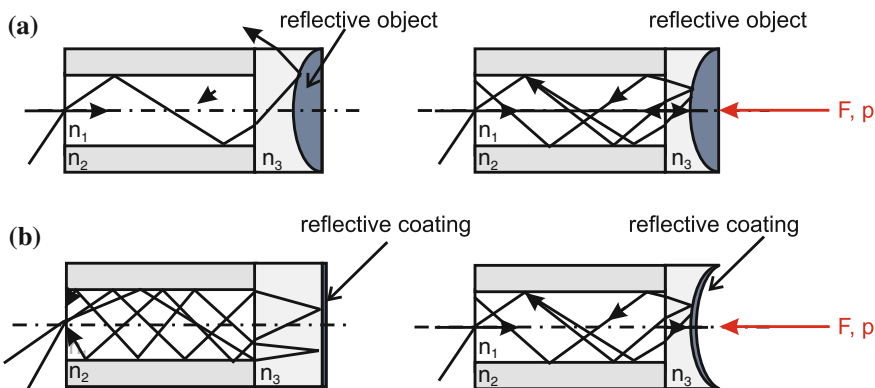 (a)
reflective object
reflective object
n1
n2
n3
n1
n2
n3
F, p
(b)
reflective coating
reflective coating
n2
n3
n1
n2
n3
F, p